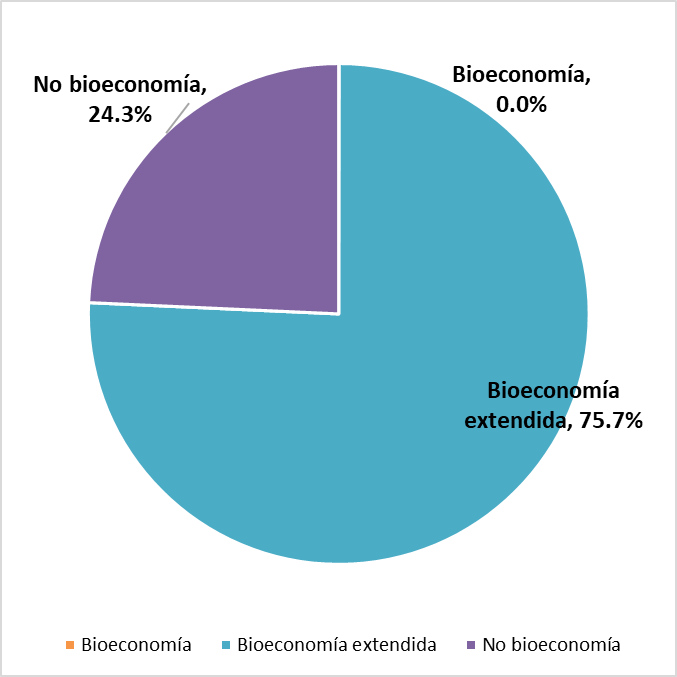 Bioeconomía,
0.0%
No bioeconomía,
24.3%
Bioeconomía
extendida, 75.7%
Bioeconomía
Bioeconomía extendida
No bioeconomía